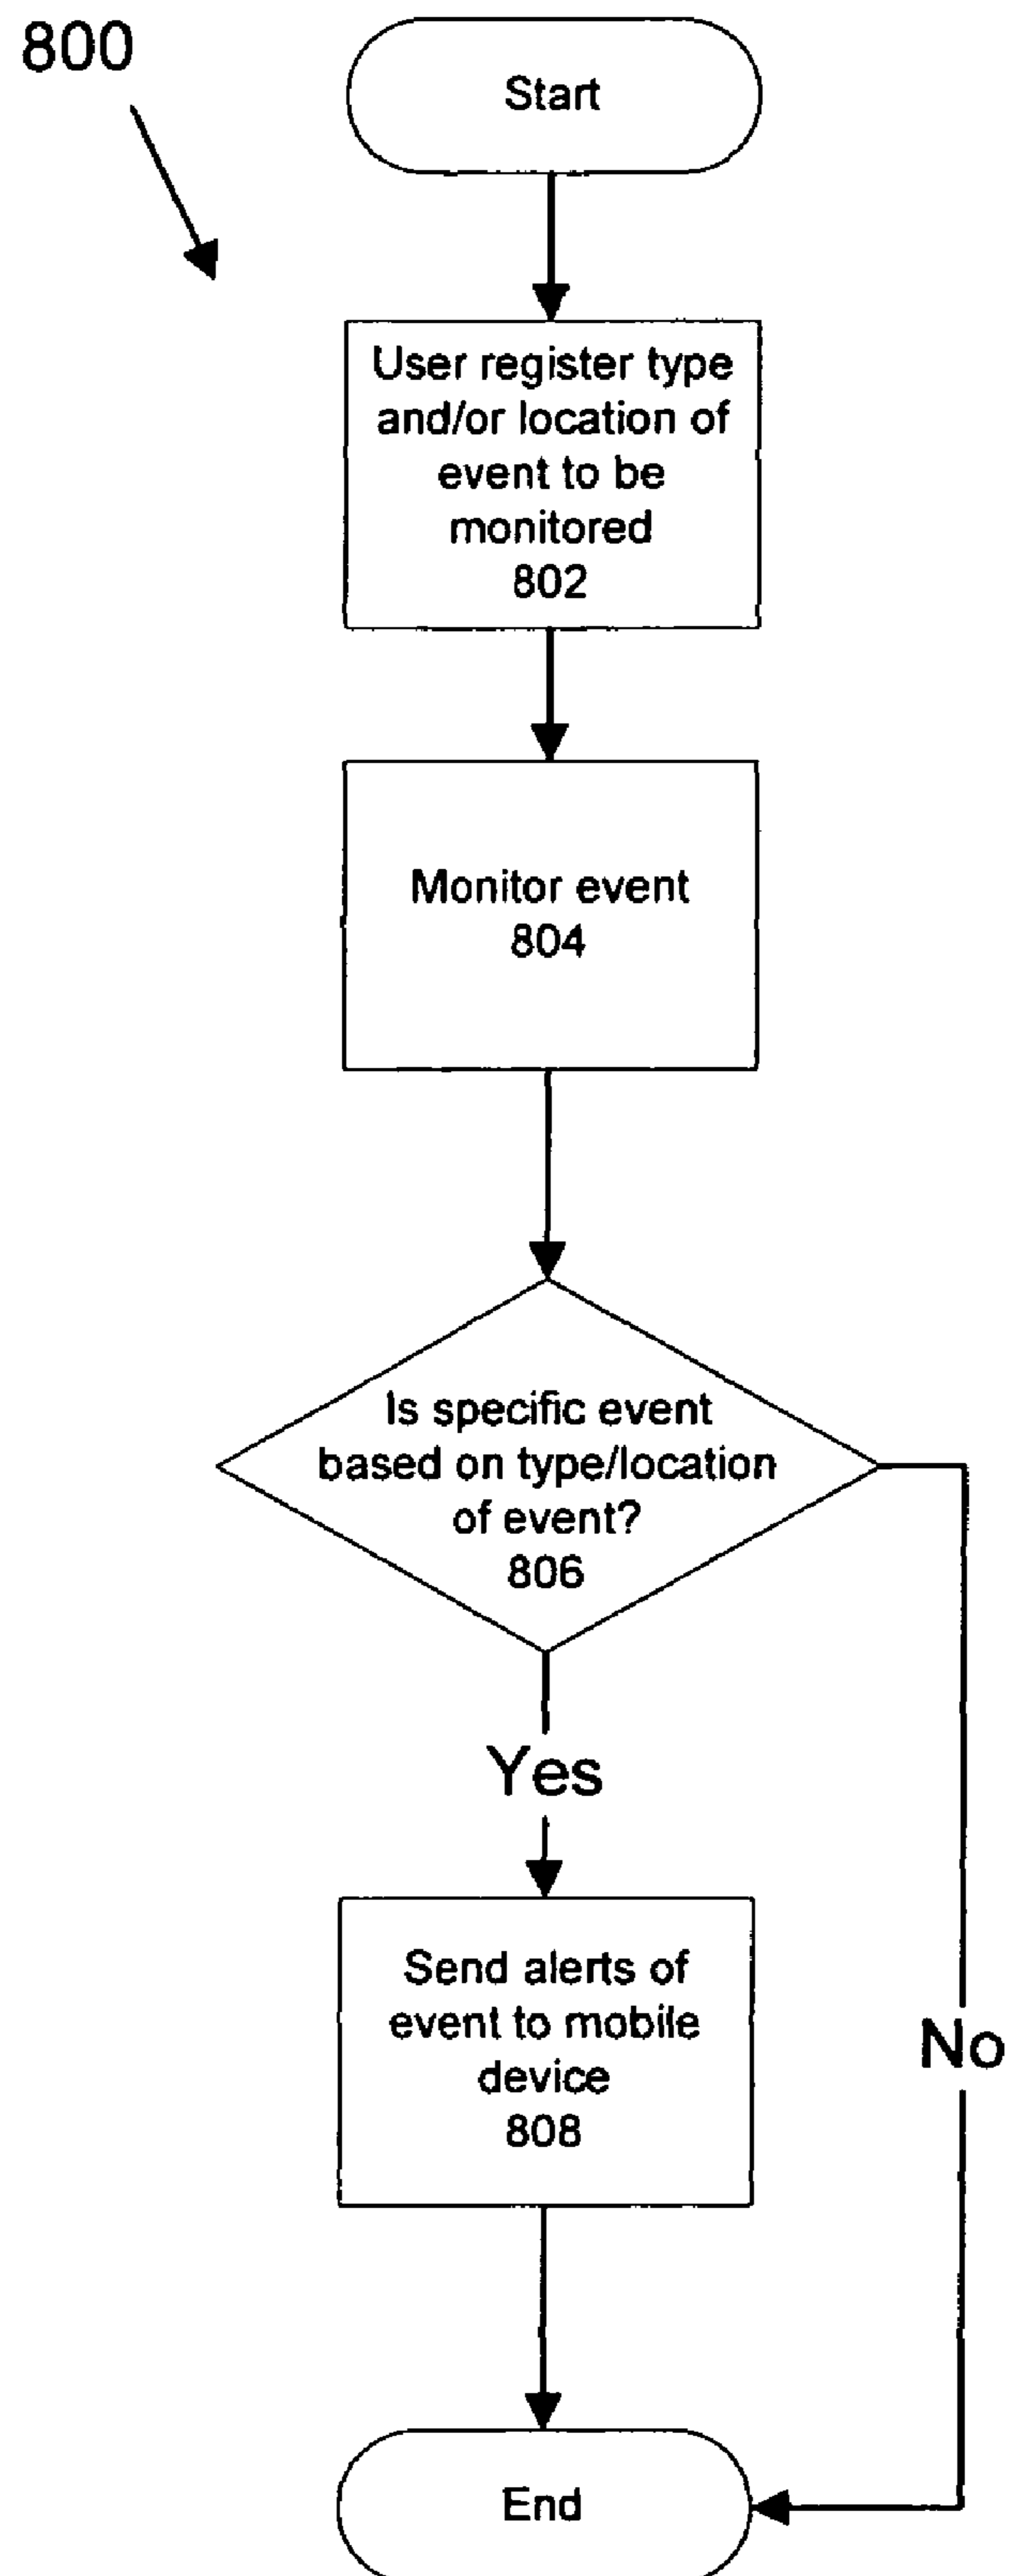 800
Start
User register type
and/or location of
event to be
monitored
802
Monitor event
804
Is specific event
based on type/location
of event?
806
Yes
Send alerts of
event to mobile
device
808
No
End